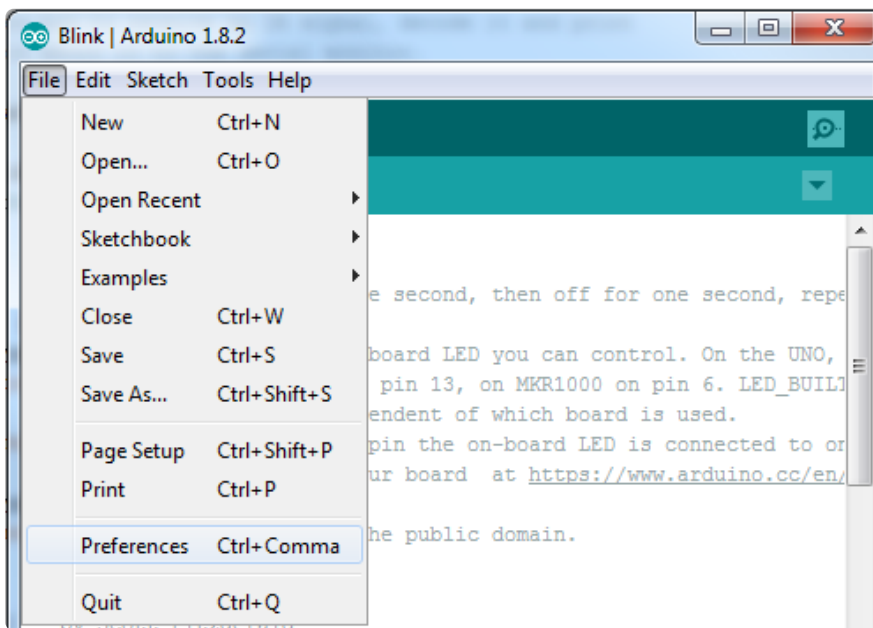 Blink | Arduino 1.8.2
File Edit Sketch Tools Help
New Ctrl+N
Open... Ctrl+O
Open Recent
Sketchbook
Examples
Close Ctrl+W
Save Ctrl+S
Save As... Ctrl+Shift+S
Page Setup Ctrl+Shift+P
Print Ctrl+P
Preferences Ctrl+Comma
Quit Ctrl+Q
e second, then off for one second, repe
board LED you can control. On the UNO,
pin 13, on MKR1000 on pin 6. LED_BUILT
endent of which board is used.
pin the on-board LED is connected to on
ur board at https://www.arduino.cc/en/
he public domain.